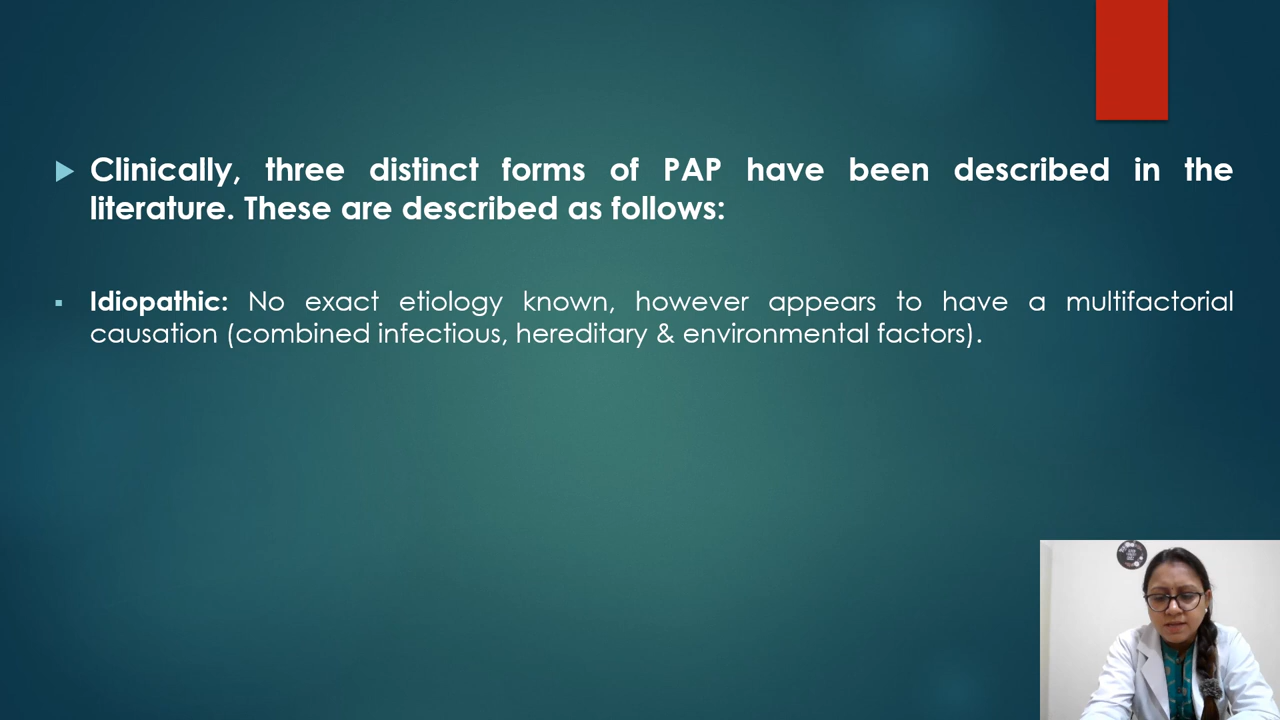 Clinically, three distinct forms of PAP have been described in the
literature. These are described as follows:
Idiopathic: No exact etiology known, however appears to have a multifactorial
causation (combined infectious, hereditary & environmental factors).